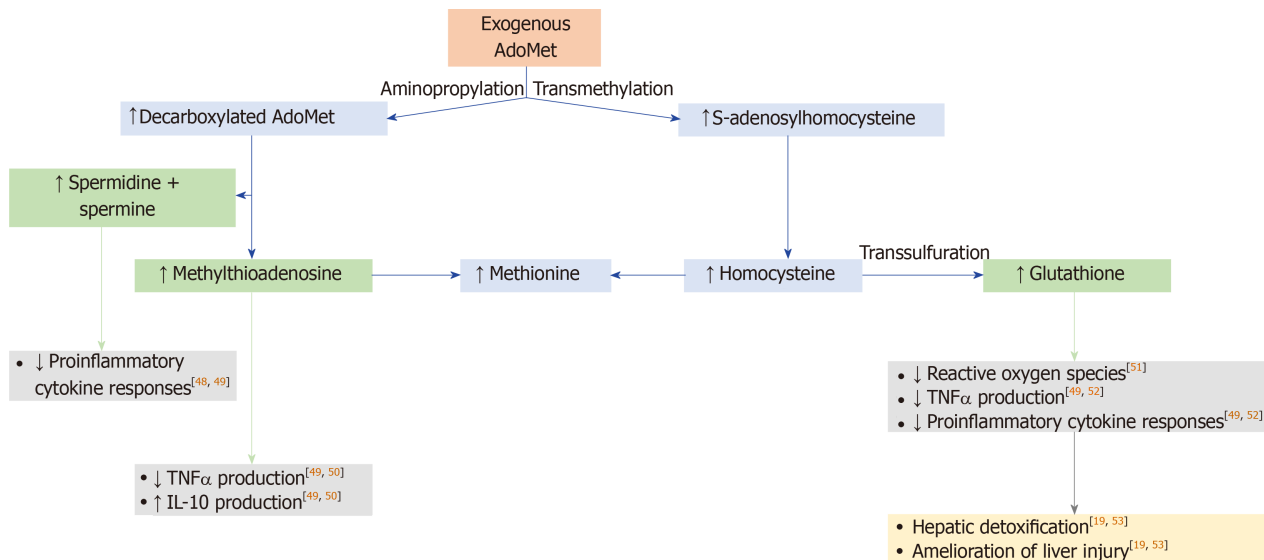 Exogenous
AdoMet
Aminopropylation
Transmethylation
↑Decarboxylated AdoMet
↑S-adenosylhomocysteine
↑ Spermidine +
spermine
Transsulfuration
↑ Methylthioadenosine
↑ Methionine
↑ Homocysteine
↑ Glutathione
• ↓ Proinflammatory
cytokine responses[48, 49]
• ↓ Reactive oxygen species[51]
• ↓ TNFα production[49, 52]
• ↓ Proinflammatory cytokine responses[49, 52]
• ↓ TNFα production[49, 50]
• ↑ IL-10 production[49, 50]
• Hepatic detoxification[19, 53]
• Amelioration of liver injury[19, 53]